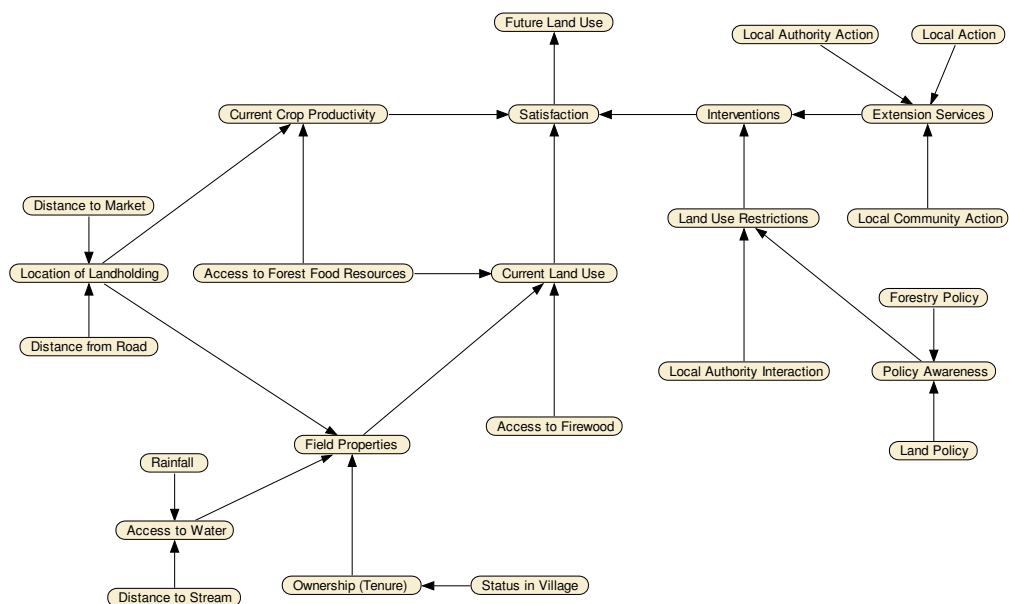 Future Land Use
Local Authority Action
Local Action
Current Crop Productivity
Satisfaction
Interventions
Extension Services
Distance to Market
Land Use Restrictions
Local Community Action
Location of Landholding
Access to Forest Food Resources
Current Land Use
Forestry Policy
Distance from Road
Local Authority Interaction
Policy Awareness
Access to Firewood
Field Properties
Land Policy
Rainfall
Access to Water
Ownership (Tenure)
Status in Village
Distance to Stream